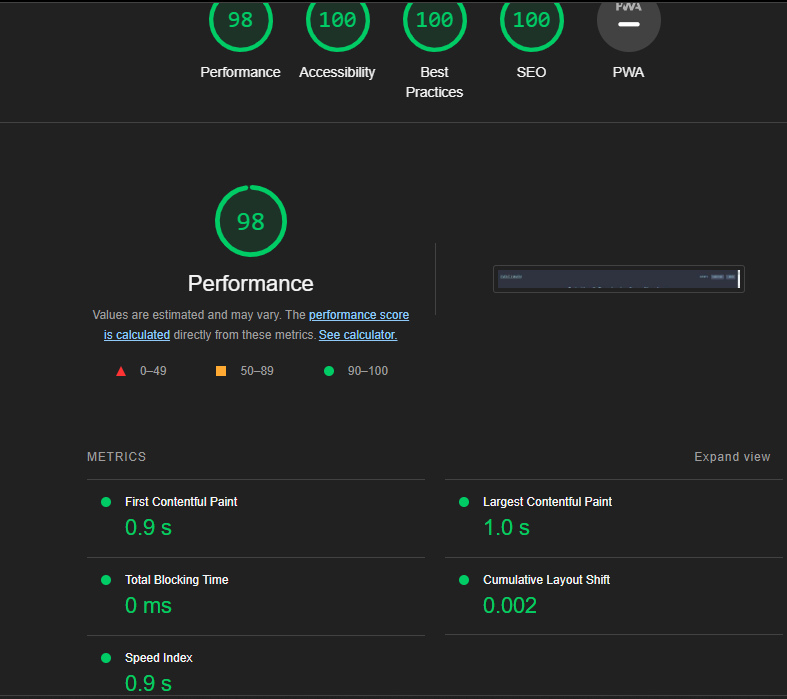 98
100
100
100
PWA
Performance
Accessibility
Best
Practices
SEO
PWA
98
Performance
Values are estimated and may vary. The performance score
is calculated directly from these metrics. See calculator.
0–49
50–89
90–100
METRICS
Expand view
First Contentful Paint
0.9 s
Largest Contentful Paint
1.0 s
Total Blocking Time
0 ms
Cumulative Layout Shift
0.002
Speed Index
0.9 s